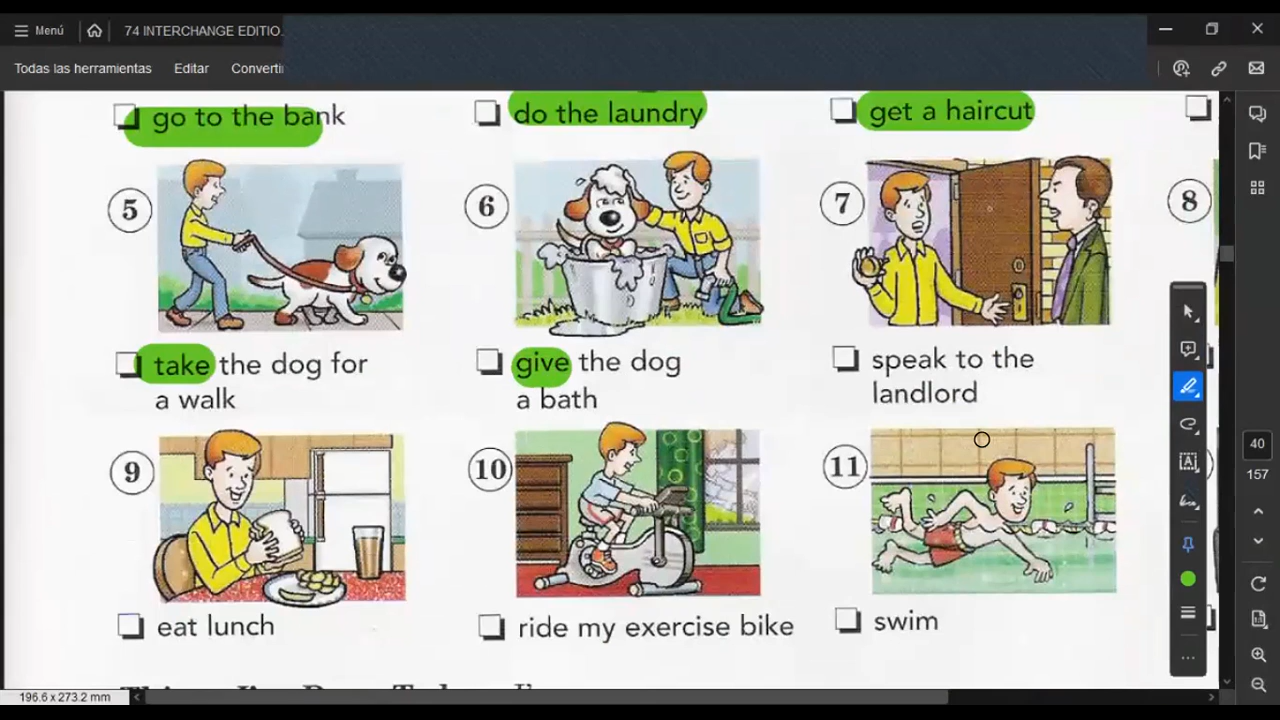 Menú
74 INTERCHANGE EDITIO...
Todas las herramientas
Editar
Converti
go to the bank
do the laundry
get a haircut
5
6
7
8
take the dog for
a walk
give the dog
a bath
speak to the
landlord
9
10
11
eat lunch
ride my exercise bike
swim
40
157
196.6 x 273.2 mm